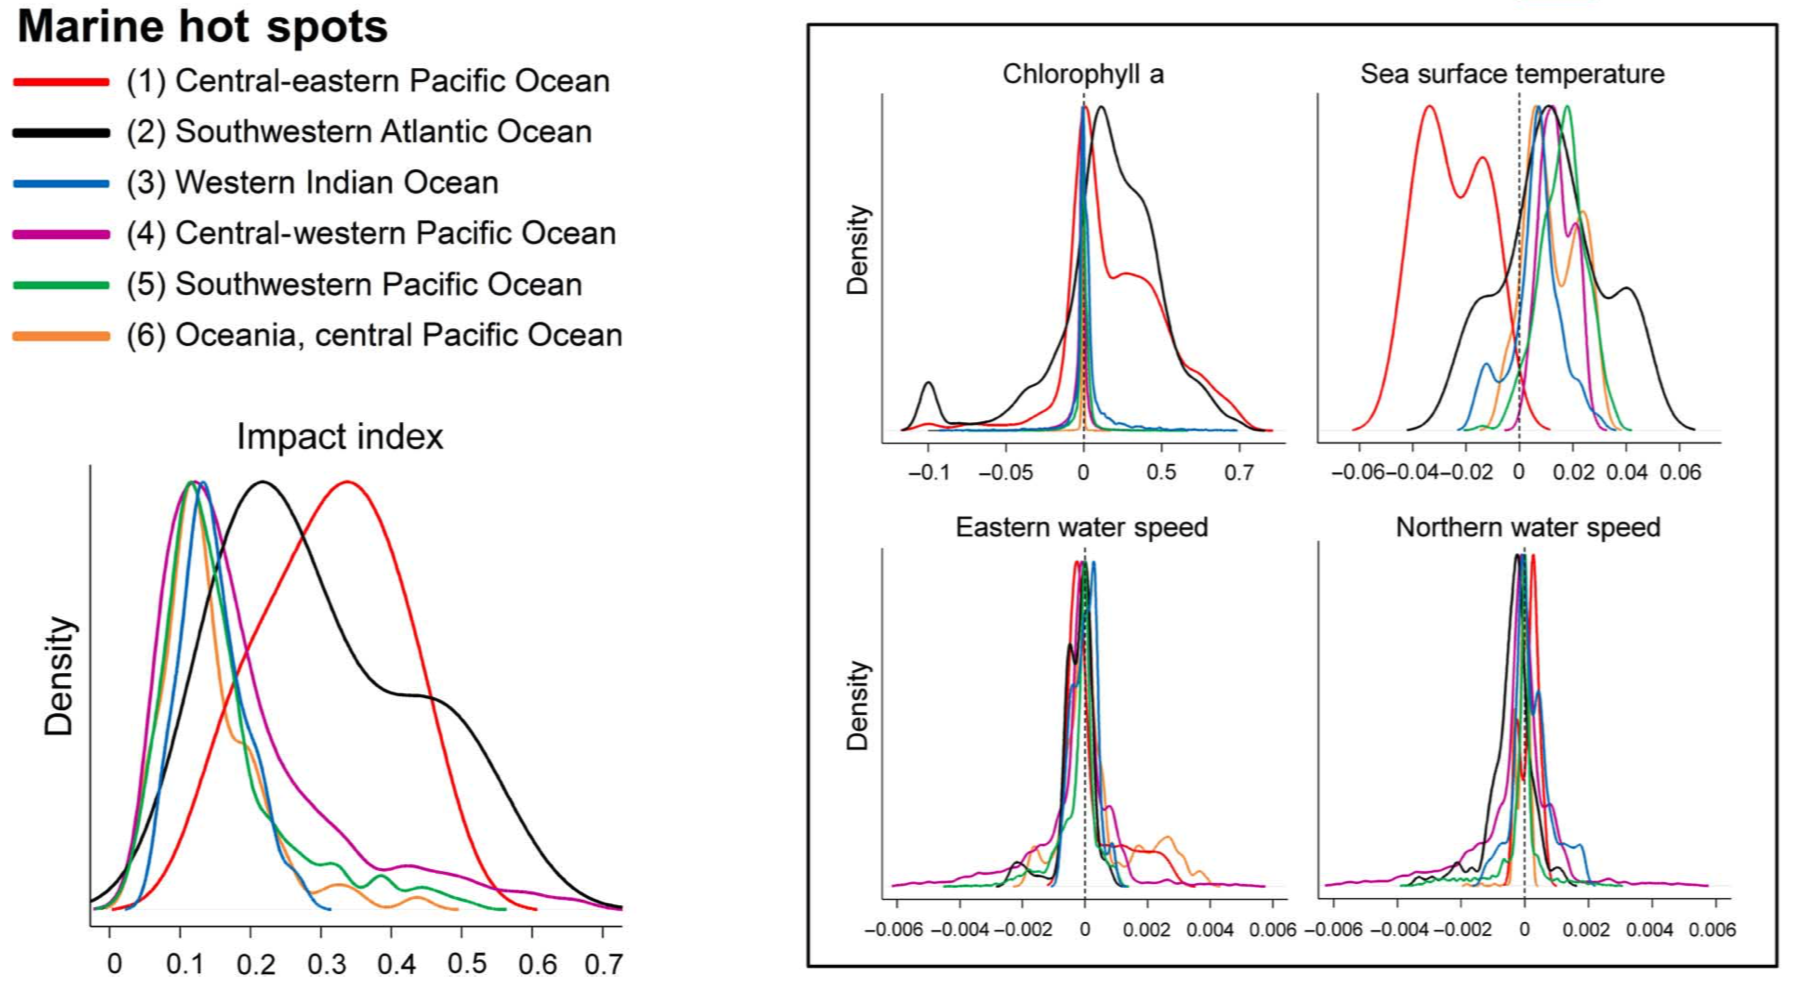 Marine hot spots
(1) Central-eastern Pacific Ocean
(2) Southwestern Atlantic Ocean
(3) Western Indian Ocean
(4) Central-western Pacific Ocean
(5) Southwestern Pacific Ocean
(6) Oceania, central Pacific Ocean
Impact index
Density
0 0.1 0.2 0.3 0.4 0.5 0.6 0.7
Chlorophyll a
Density
−0.1 −0.05 0 0.5 0.7
Sea surface temperature
−0.06 −0.04 −0.02 0 0.02 0.04 0.06
Eastern water speed
Density
−0.006 −0.004 −0.002 0 0.002 0.004 0.006
Northern water speed
−0.006 −0.004 −0.002 0 0.002 0.004 0.006